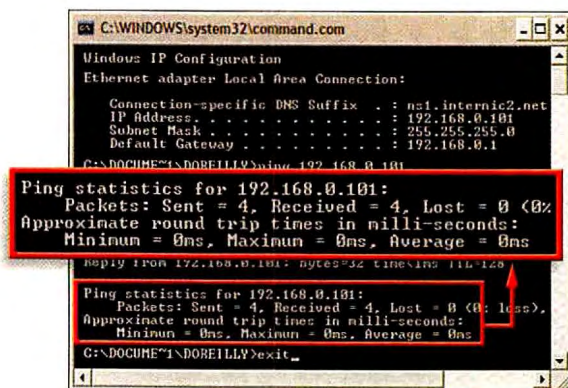 C:\WINDOWS\system32\command.com
Windows IP Configuration
Ethernet adapter Local Area Connection:
Connection-specific DNS Suffix . : ns1.internic2.net
IP Address. . . . . . . . . . . . : 192.168.0.101
Subnet Mask . . . . . . . . . . . : 255.255.255.0
Default Gateway . . . . . . . . . : 192.168.0.1
C:\DOCUME~1\DOREILLY>ping 192.168.0.101
Ping statistics for 192.168.0.101:
Packets: Sent = 4, Received = 4, Lost = 0 (0%
Approximate round trip times in milli-seconds:
Minimum = 0ms, Maximum = 0ms, Average = 0ms
Reply from 192.168.0.101: bytes=32 time<1ms TTL=128
Ping statistics for 192.168.0.101:
Packets: Sent = 4, Received = 4, Lost = 0 (0% loss),
Approximate round trip times in milli-seconds:
Minimum = 0ms, Maximum = 0ms, Average = 0ms
C:\DOCUME~1\DOREILLY>exit_